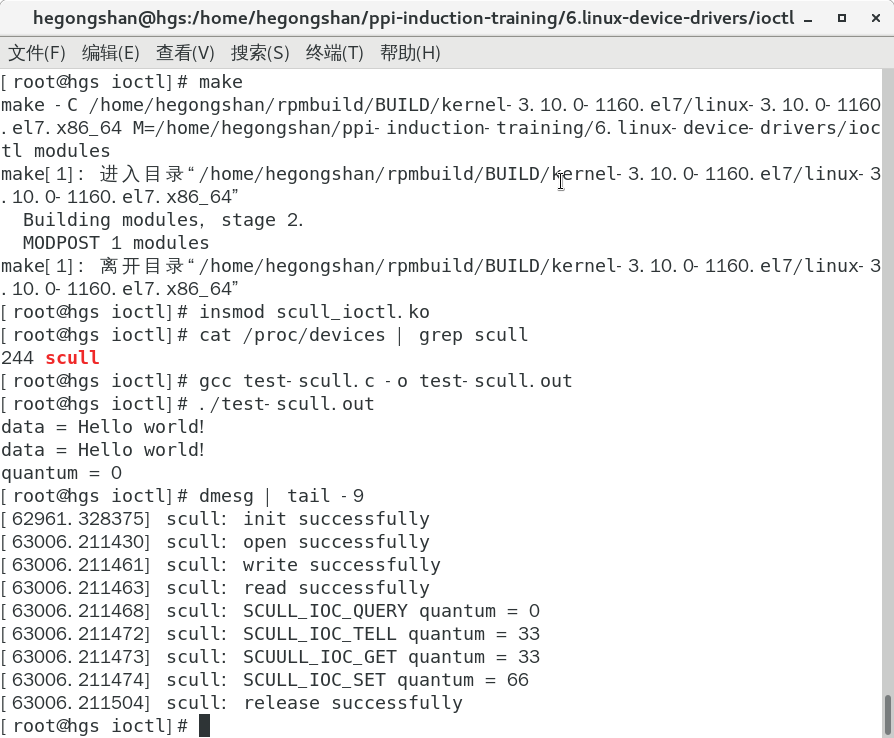 hegongshan@hgs:/home/hegongshan/ppi-induction-training/6.linux-device-drivers/ioctl
文件(F) 编辑(E) 查看(V) 搜索(S) 终端(T) 帮助(H)
[root@hgs ioctl]# make
make -C /home/hegongshan/rpmbuild/BUILD/kernel-3.10.0-1160.el7/linux-3.10.0-1160
.el7.x86_64 M=/home/hegongshan/ppi-induction-training/6.linux-device-drivers/ioc
tl modules
make[1]: 进入目录“/home/hegongshan/rpmbuild/BUILD/kernel-3.10.0-1160.el7/linux-3
.10.0-1160.el7.x86_64”
  Building modules, stage 2.
  MODPOST 1 modules
make[1]: 离开目录“/home/hegongshan/rpmbuild/BUILD/kernel-3.10.0-1160.el7/linux-3
.10.0-1160.el7.x86_64”
[root@hgs ioctl]# insmod scull_ioctl.ko
[root@hgs ioctl]# cat /proc/devices | grep scull
244 scull
[root@hgs ioctl]# gcc test-scull.c -o test-scull.out
[root@hgs ioctl]# ./test-scull.out
data = Hello world!
data = Hello world!
quantum = 0
[root@hgs ioctl]# dmesg | tail -9
[62961.328375] scull: init successfully
[63006.211430] scull: open successfully
[63006.211461] scull: write successfully
[63006.211463] scull: read successfully
[63006.211468] scull: SCULL_IOC_QUERY quantum = 0
[63006.211472] scull: SCULL_IOC_TELL quantum = 33
[63006.211473] scull: SCUULL_IOC_GET quantum = 33
[63006.211474] scull: SCULL_IOC_SET quantum = 66
[63006.211504] scull: release successfully
[root@hgs ioctl]#